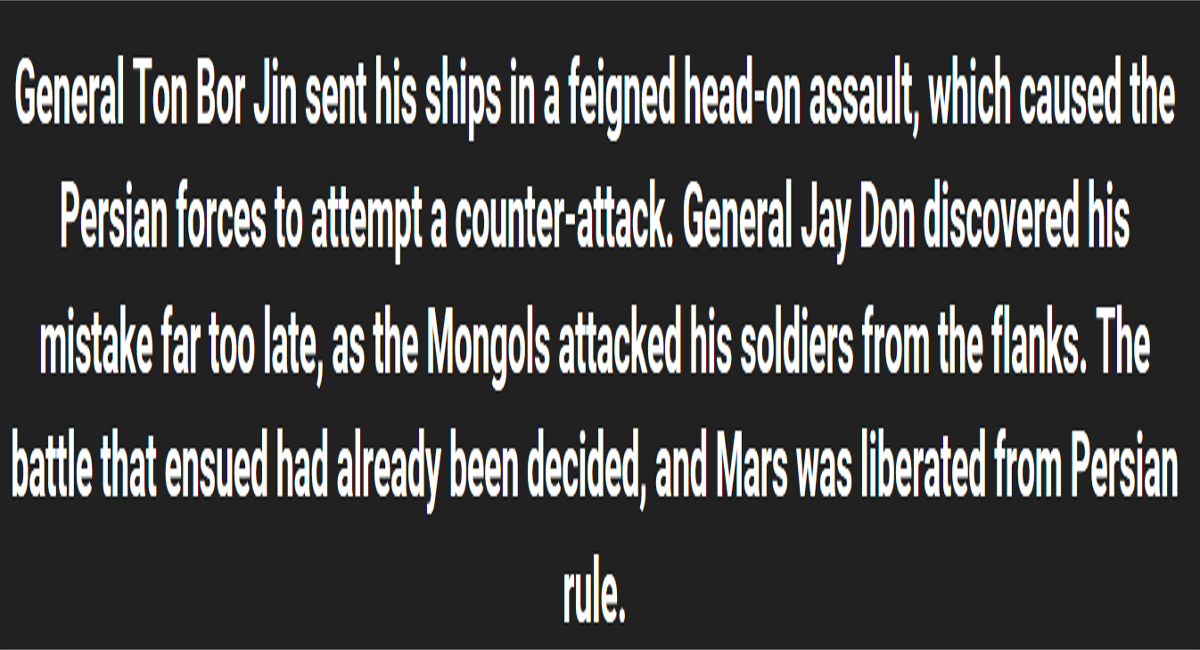 General Ton Bor Jin sent his ships in a feigned head-on assault, which caused the
Persian forces to attempt a counter-attack. General Jay Don discovered his
mistake far too late, as the Mongols attacked his soldiers from the flanks. The
battle that ensued had already been decided, and Mars was liberated from Persian
rule.